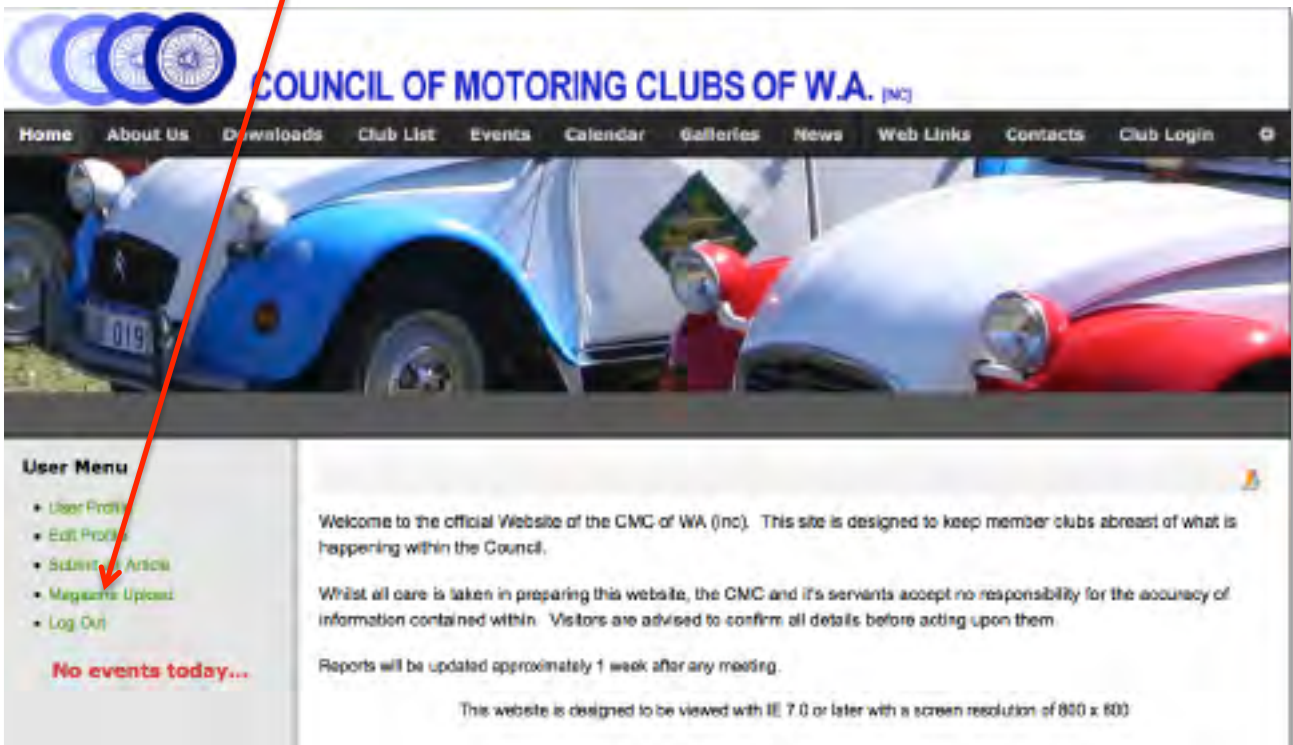 COUNCIL OF MOTORING CLUBS OF W.A. (INC)
Home About Us Downloads Club List Events Calendar Galleries News Web Links Contacts Club Login
019
User Menu
User Profile
Edit Profile
Submit an Article
Magazine Upload
Log Out
No events today...
Welcome to the official Website of the CMC of WA (Inc). This site is designed to keep member clubs abreast of what is
happening within the Council.
Whilst all care is taken in preparing this website, the CMC and it's servants accept no responsibility for the accuracy of
information contained within. Visitors are advised to confirm all details before acting upon them.
Reports will be updated approximately 1 week after any meeting.
This website is designed to be viewed with IE 7.0 or later with a screen resolution of 800 x 600